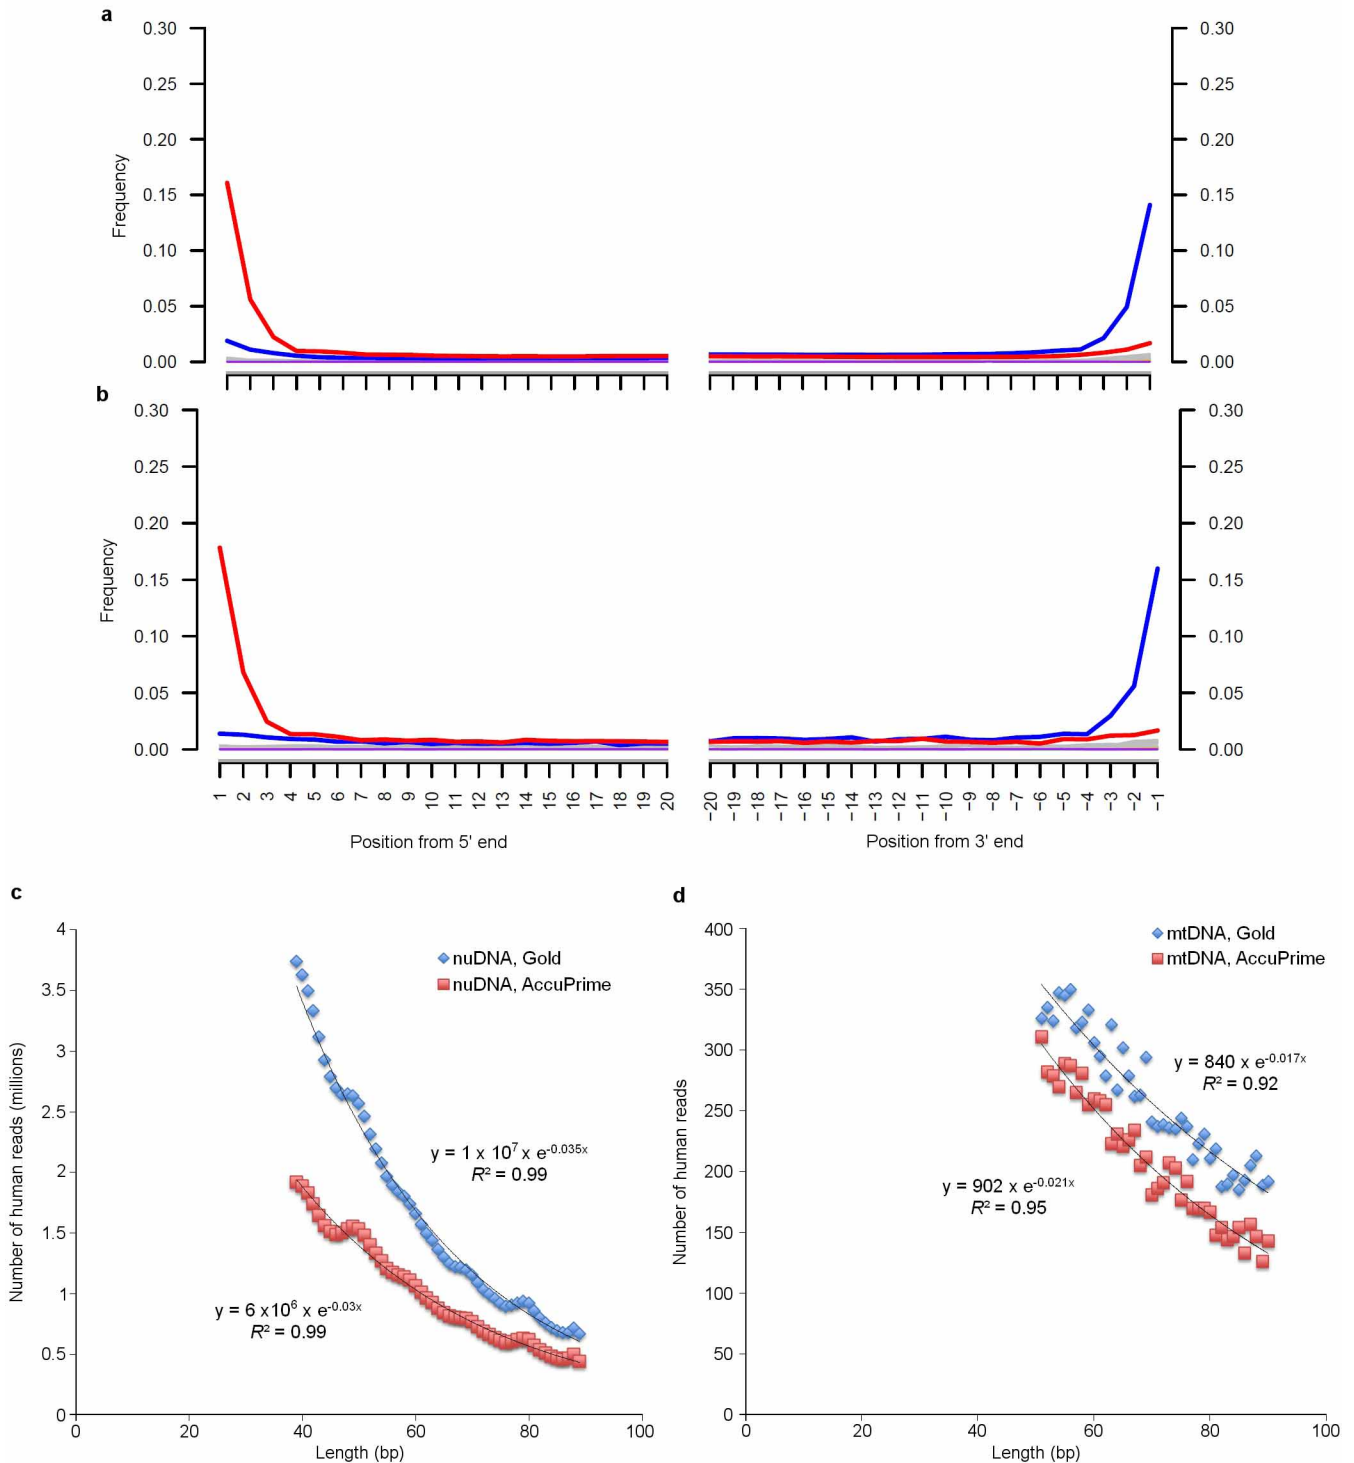 a
0.30
0.25
0.20
0.15
0.10
0.05
0.00
Frequency
0.30
0.25
0.20
0.15
0.10
0.05
0.00
b
0.30
0.25
0.20
0.15
0.10
0.05
0.00
Frequency
0.30
0.25
0.20
0.15
0.10
0.05
0.00
1 2 3 4 5 6 7 8 9 10 11 12 13 14 15 16 17 18 19 20
Position from 5' end
−20 −19 −18 −17 −16 −15 −14 −13 −12 −11 −10 −9 −8 −7 −6 −5 −4 −3 −2 −1
Position from 3' end
c
4
3.5
3
2.5
2
1.5
1
0.5
0
Number of human reads (millions)
nuDNA, Gold
nuDNA, AccuPrime
y = 1 x 10⁷ x e⁻⁰·⁰³⁵ˣ
R² = 0.99
y = 6 x10⁶ x e⁻⁰·⁰³ˣ
R² = 0.99
0 20 40 60 80 100
Length (bp)
d
400
350
300
250
200
150
100
50
0
Number of human reads
mtDNA, Gold
mtDNA, AccuPrime
y = 840 x e⁻⁰·⁰¹⁷ˣ
R² = 0.92
y = 902 x e⁻⁰·⁰²¹ˣ
R² = 0.95
0 20 40 60 80 100
Length (bp)